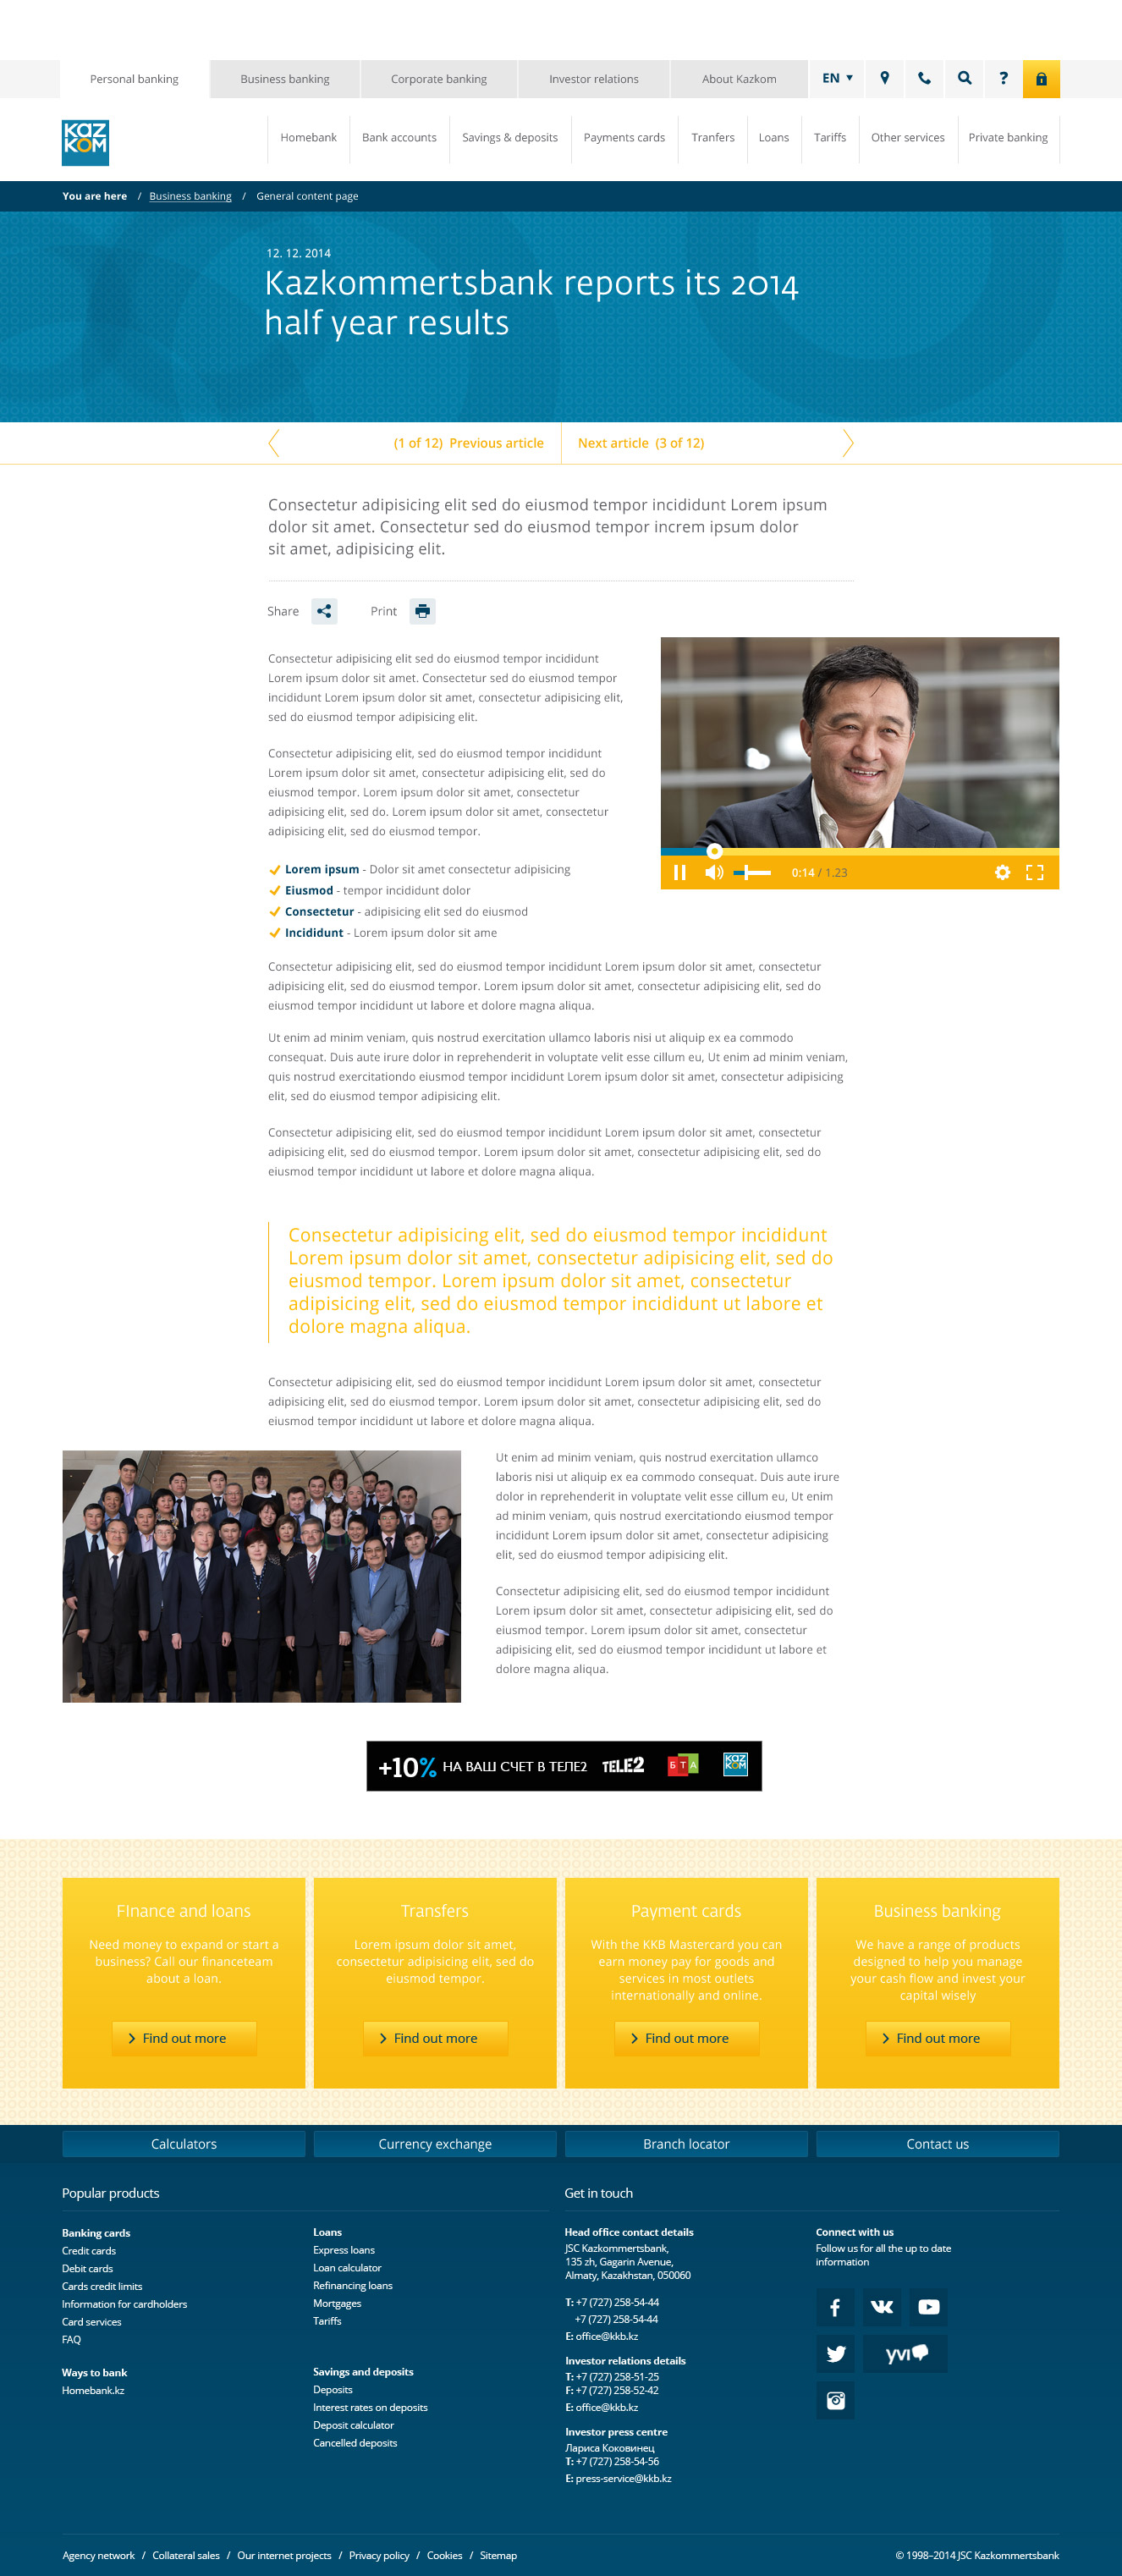 Personal banking
Business banking
Corporate banking
Investor relations
About Kazkom
EN
KAZ
KOM
Homebank
Bank accounts
Savings & deposits
Payments cards
Tranfers
Loans
Tariffs
Other services
Private banking
You are here / Business banking / General content page
12. 12. 2014
Kazkommertsbank reports its 2014
half year results
(1 of 12) Previous article
Next article (3 of 12)
Consectetur adipisicing elit sed do eiusmod tempor incididunt Lorem ipsum
dolor sit amet. Consectetur sed do eiusmod tempor increm ipsum dolor
sit amet, adipisicing elit.
Share
Print
Consectetur adipisicing elit sed do eiusmod tempor incididunt
Lorem ipsum dolor sit amet. Consectetur sed do eiusmod tempor
incididunt Lorem ipsum dolor sit amet, consectetur adipisicing elit,
sed do eiusmod tempor adipisicing elit.
Consectetur adipisicing elit, sed do eiusmod tempor incididunt
Lorem ipsum dolor sit amet, consectetur adipisicing elit, sed do
eiusmod tempor. Lorem ipsum dolor sit amet, consectetur
adipisicing elit, sed do. Lorem ipsum dolor sit amet, consectetur
adipisicing elit, sed do eiusmod tempor.
0:14 / 1.23
Lorem ipsum - Dolor sit amet consectetur adipisicing
Eiusmod - tempor incididunt dolor
Consectetur - adipisicing elit sed do eiusmod
Incididunt - Lorem ipsum dolor sit ame
Consectetur adipisicing elit, sed do eiusmod tempor incididunt Lorem ipsum dolor sit amet, consectetur
adipisicing elit, sed do eiusmod tempor. Lorem ipsum dolor sit amet, consectetur adipisicing elit, sed do
eiusmod tempor incididunt ut labore et dolore magna aliqua.
Ut enim ad minim veniam, quis nostrud exercitation ullamco laboris nisi ut aliquip ex ea commodo
consequat. Duis aute irure dolor in reprehenderit in voluptate velit esse cillum eu, Ut enim ad minim veniam,
quis nostrud exercitationdo eiusmod tempor incididunt Lorem ipsum dolor sit amet, consectetur adipisicing
elit, sed do eiusmod tempor adipisicing elit.
Consectetur adipisicing elit, sed do eiusmod tempor incididunt Lorem ipsum dolor sit amet, consectetur
adipisicing elit, sed do eiusmod tempor. Lorem ipsum dolor sit amet, consectetur adipisicing elit, sed do
eiusmod tempor incididunt ut labore et dolore magna aliqua.
Consectetur adipisicing elit, sed do eiusmod tempor incididunt
Lorem ipsum dolor sit amet, consectetur adipisicing elit, sed do
eiusmod tempor. Lorem ipsum dolor sit amet, consectetur
adipisicing elit, sed do eiusmod tempor incididunt ut labore et
dolore magna aliqua.
Consectetur adipisicing elit, sed do eiusmod tempor incididunt Lorem ipsum dolor sit amet, consectetur
adipisicing elit, sed do eiusmod tempor. Lorem ipsum dolor sit amet, consectetur adipisicing elit, sed do
eiusmod tempor incididunt ut labore et dolore magna aliqua.
Ut enim ad minim veniam, quis nostrud exercitation ullamco
laboris nisi ut aliquip ex ea commodo consequat. Duis aute irure
dolor in reprehenderit in voluptate velit esse cillum eu, Ut enim
ad minim veniam, quis nostrud exercitationdo eiusmod tempor
incididunt Lorem ipsum dolor sit amet, consectetur adipisicing
elit, sed do eiusmod tempor adipisicing elit.
Consectetur adipisicing elit, sed do eiusmod tempor incididunt
Lorem ipsum dolor sit amet, consectetur adipisicing elit, sed do
eiusmod tempor. Lorem ipsum dolor sit amet, consectetur
adipisicing elit, sed do eiusmod tempor incididunt ut labore et
dolore magna aliqua.
+10% НА ВАШ СЧЕТ В ТЕЛЕ2 TELE2 БТА KAZKOM
FInance and loans
Need money to expand or start a
business? Call our financeteam
about a loan.
Find out more
Transfers
Lorem ipsum dolor sit amet,
consectetur adipisicing elit, sed do
eiusmod tempor.
Find out more
Payment cards
With the KKB Mastercard you can
earn money pay for goods and
services in most outlets
internationally and online.
Find out more
Business banking
We have a range of products
designed to help you manage
your cash flow and invest your
capital wisely
Find out more
Calculators
Currency exchange
Branch locator
Contact us
Popular products
Banking cards
Credit cards
Debit cards
Cards credit limits
Information for cardholders
Card services
FAQ
Ways to bank
Homebank.kz
Loans
Express loans
Loan calculator
Refinancing loans
Mortgages
Tariffs
Savings and deposits
Deposits
Interest rates on deposits
Deposit calculator
Cancelled deposits
Get in touch
Head office contact details
JSC Kazkommertsbank,
135 zh, Gagarin Avenue,
Almaty, Kazakhstan, 050060
T: +7 (727) 258-54-44
+7 (727) 258-54-44
E: office@kkb.kz
Investor relations details
T: +7 (727) 258-51-25
F: +7 (727) 258-52-42
E: office@kkb.kz
Investor press centre
Лариса Коковинец
T: +7 (727) 258-54-56
E: press-service@kkb.kz
Connect with us
Follow us for all the up to date
information
yvi
Agency network / Collateral sales / Our internet projects / Privacy policy / Cookies / Sitemap
© 1998–2014 JSC Kazkommertsbank